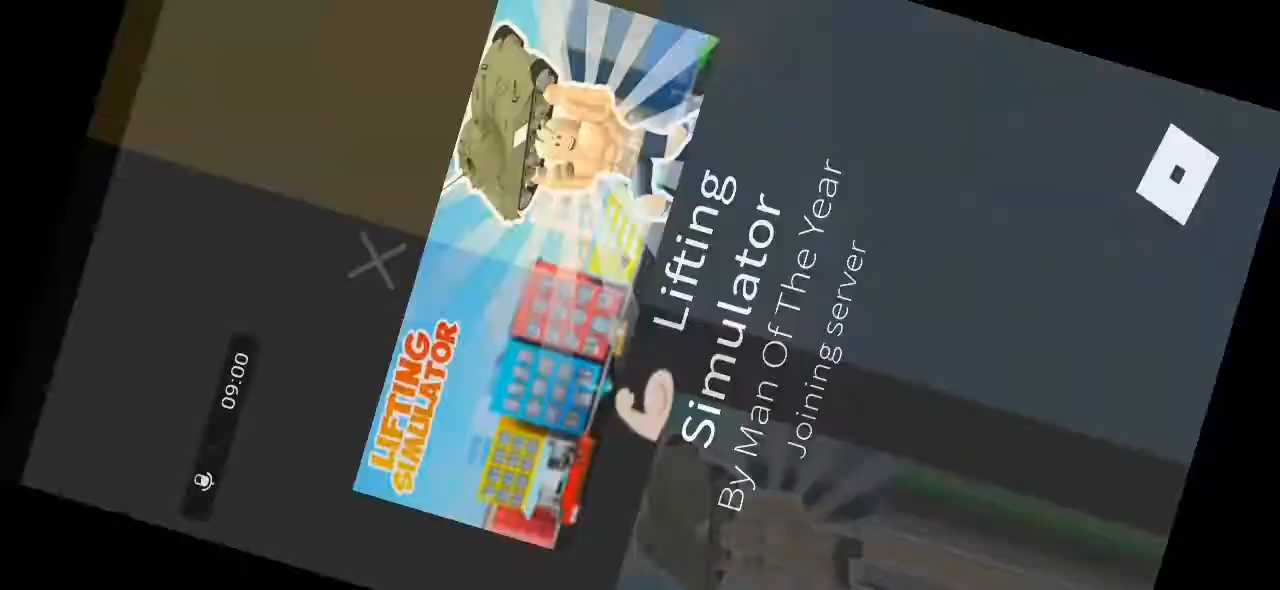 09:00
LIFTING
SIMULATOR
💪 Lifting
Simulator
By Man Of The Year
Joining server